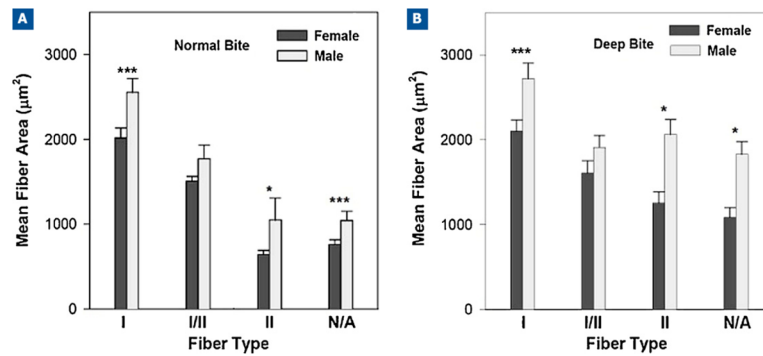 A
Normal Bite
Female
Male
Mean Fiber Area (μm²)
3000
2000
1000
0
***
*
***
I
I/II
II
N/A
Fiber Type
B
Deep Bite
Female
Male
Mean Fiber Area (μm²)
3000
2000
1000
0
***
*
*
I
I/II
II
N/A
Fiber Type